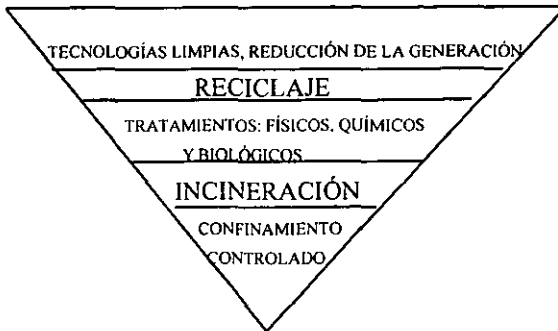 TECNOLOGÍAS LIMPIAS, REDUCCIÓN DE LA GENERACIÓN
RECICLAJE
TRATAMIENTOS: FÍSICOS, QUÍMICOS
Y BIOLÓGICOS
INCINERACIÓN
CONFINAMIENTO
CONTROLADO